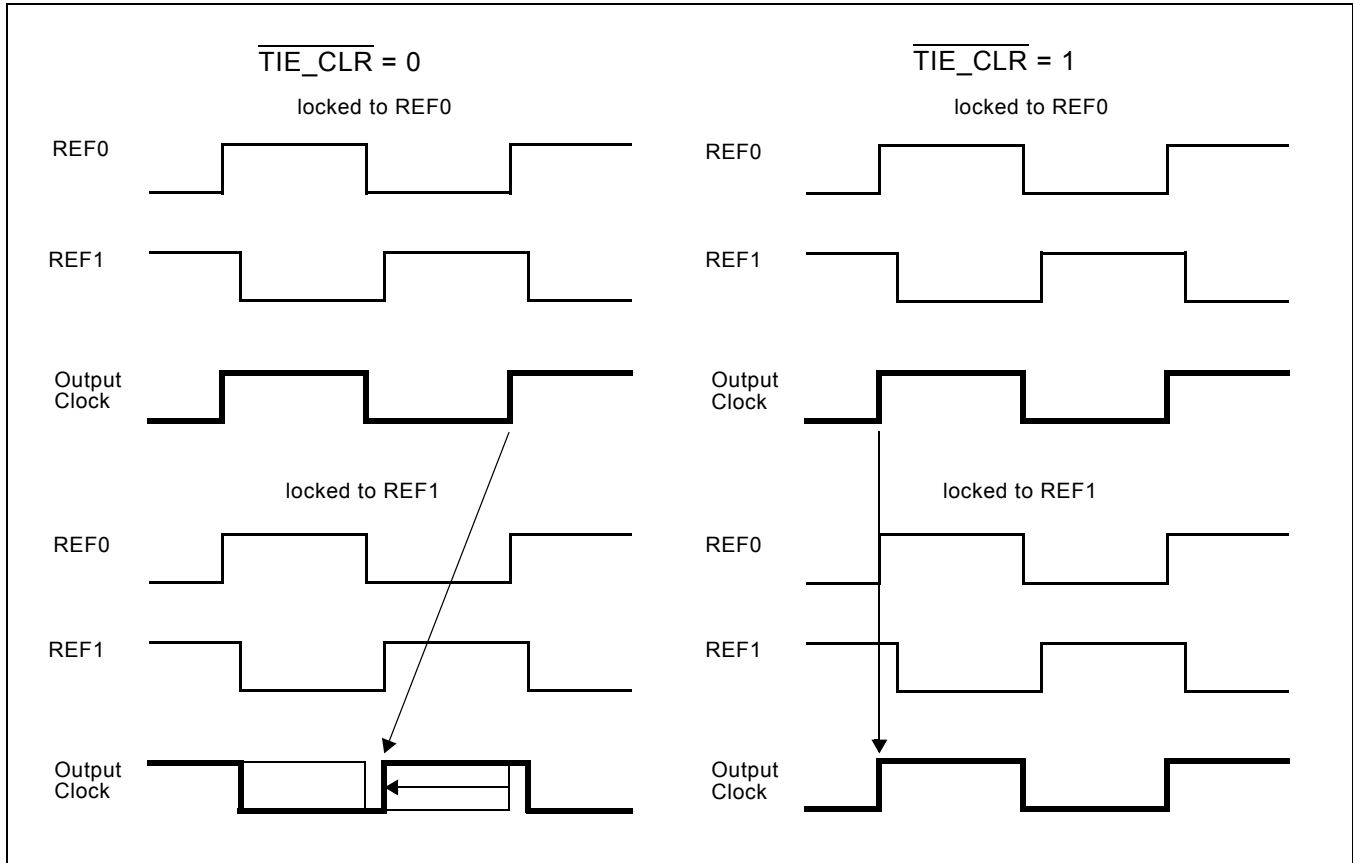 TIE_CLR = 0
locked to REF0
REF0
REF1
Output
Clock
locked to REF1
REF0
REF1
Output
Clock
TIE_CLR = 1
locked to REF0
REF0
REF1
Output
Clock
locked to REF1
REF0
REF1
Output
Clock